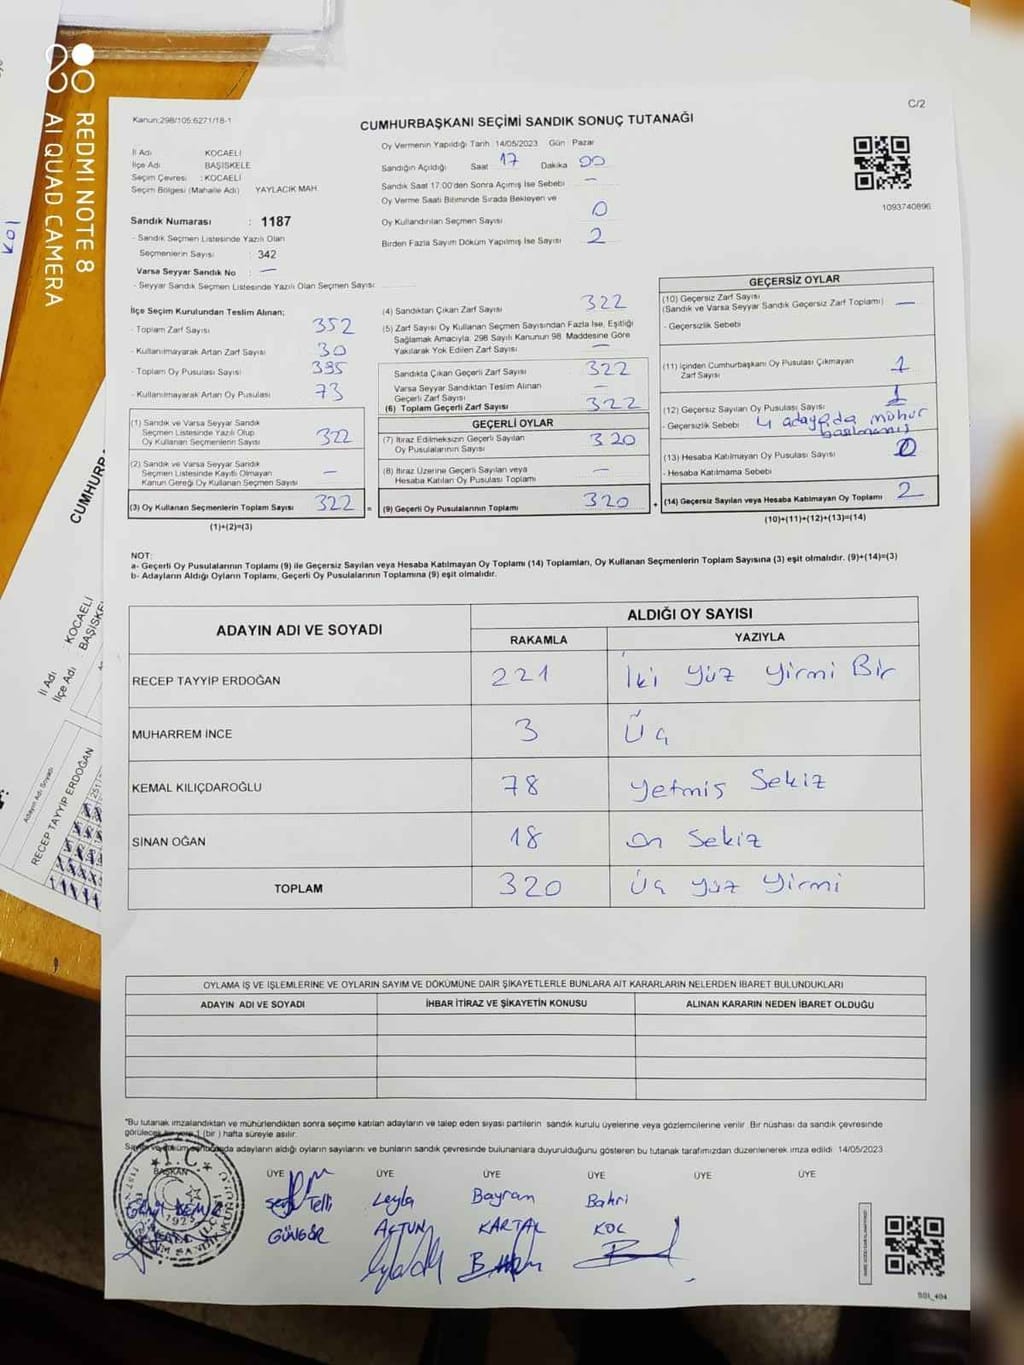 REDMI NOTE 8
AI QUAD CAMERA
C/2
Kanun:298/105:6271/18-1
CUMHURBAŞKANI SEÇİMİ SANDIK SONUÇ TUTANAĞI
İl Adı KOCAELİ
İlçe Adı BAŞİSKELE
Seçim Çevresi : KOCAELİ
Seçim Bölgesi (Mahalle Adı) YAYLACIK MAH.
Oy Vermenin Yapıldığı Tarih 14/05/2023 Gün Pazar
Sandığın Açıldığı Saat 17 Dakika 00
Sandık Saat 17:00'den Sonra Açımış İse Sebebi —
Oy Verme Saati Bitiminde Sırada Bekleyen ve
Oy Kullandırılan Seçmen Sayısı 0
Birden Fazla Sayım Döküm Yapılmış İse Sayısı 2
1093740896
Sandık Numarası : 1187
- Sandık Seçmen Listesinde Yazılı Olan
Seçmenlerin Sayısı : 342
Varsa Seyyar Sandık No : —
- Seyyar Sandık Seçmen Listesinde Yazılı Olan Seçmen Sayısı:
İlçe Seçim Kurulundan Teslim Alınan;
- Toplam Zarf Sayısı 352
- Kullanılmayarak Artan Zarf Sayısı 30
- Toplam Oy Pusulası Sayısı 395
- Kullanılmayarak Artan Oy Pusulası 73
(1) Sandık ve Varsa Seyyar Sandık
Seçmen Listesinde Yazılı Olup
Oy Kullanan Seçmenlerin Sayısı 322
(2) Sandık ve Varsa Seyyar Sandık
Seçmen Listesinde Kayıtlı Olmayan
Kanun Gereği Oy Kullanan Seçmen Sayısı —
(3) Oy Kullanan Seçmenlerin Toplam Sayısı 322 =
(1)+(2)=(3)
(4) Sandıktan Çıkan Zarf Sayısı 322
(5) Zarf Sayısı Oy Kullanan Seçmen Sayısından Fazla İse, Eşitliği
Sağlamak Amacıyla. 298 Sayılı Kanunun 98. Maddesine Göre
Yakılarak Yok Edilen Zarf Sayısı —
Sandıkta Çıkan Geçerli Zarf Sayısı 322
Varsa Seyyar Sandıktan Teslim Alınan
Geçerli Zarf Sayısı —
(6) Toplam Geçerli Zarf Sayısı 322
GEÇERLİ OYLAR
(7) İtiraz Edilmeksizin Geçerli Sayılan
Oy Pusulalarının Sayısı 320
(8) İtiraz Üzerine Geçerli Sayılan veya
Hesaba Katılan Oy Pusulası Toplamı —
(9) Geçerli Oy Pusulalarının Toplamı 320 +
GEÇERSİZ OYLAR
(10) Geçersiz Zarf Sayısı
(Sandık ve Varsa Seyyar Sandık Geçersiz Zarf Toplamı) —
- Geçersizlik Sebebi
(11) İçinden Cumhurbaşkanı Oy Pusulası Çıkmayan
Zarf Sayısı 1
(12) Geçersiz Sayılan Oy Pusulası Sayısı 1
- Geçersizlik Sebebi 4 adayada mühür
basılmamış
(13) Hesaba Katılmayan Oy Pusulası Sayısı 0
- Hesaba Katılmama Sebebi
(14) Geçersiz Sayılan veya Hesaba Katılmayan Oy Toplamı 2
(10)+(11)+(12)+(13)=(14)
NOT:
a- Geçerli Oy Pusulalarının Toplamı (9) ile Geçersiz Sayılan veya Hesaba Katılmayan Oy Toplamı (14) Toplamları, Oy Kullanan Seçmenlerin Toplam Sayısına (3) eşit olmalıdır. (9)+(14)=(3)
b- Adayların Aldığı Oyların Toplamı, Geçerli Oy Pusulalarının Toplamına (9) eşit olmalıdır.
ADAYIN ADI VE SOYADI ALDIĞI OY SAYISI
RAKAMLA YAZIYLA
RECEP TAYYİP ERDOĞAN 221 İki yüz yirmi Bir
MUHARREM İNCE 3 Üç
KEMAL KILIÇDAROĞLU 78 yetmiş Sekiz
SİNAN OĞAN 18 on Sekiz
TOPLAM 320 Üç yüz yirmi
OYLAMA İŞ VE İŞLEMLERİNE VE OYLARIN SAYIM VE DÖKÜMÜNE DAİR ŞİKAYETLERLE BUNLARA AİT KARARLARIN NELERDEN İBARET BULUNDUKLARI
ADAYIN ADI VE SOYADI İHBAR İTİRAZ VE ŞİKAYETİN KONUSU ALINAN KARARIN NEDEN İBARET OLDUĞU
"Bu tutanak imzalandıktan ve mühürlendikten sonra seçime katılan adayların ve talep eden siyasi partilerin sandık kurulu üyelerine veya gözlemcilerine verilir. Bir nüshası da sandık çevresinde
görülecek bir yere 1 (bir ) hafta süreyle asılır.
adayların aldığı oyların sayılarını ve bunların sandık çevresinde bulunanlara duyurulduğunu gösteren bu tutanak tarafımızdan düzenlenerek imza edildi 14/05/2023
BAŞKAN ÜYE ÜYE ÜYE ÜYE ÜYE ÜYE
T.C.
1923
Telli Leyla Bayram Bahri
GÜNGÖR ALTUN KARTAL KOÇ
CUMHURB
İl Adı : KOCAELİ
İlçe Adı : BAŞİSKE
Adayın Adı Soyadı
RECEP TAYYİP ERDOĞAN